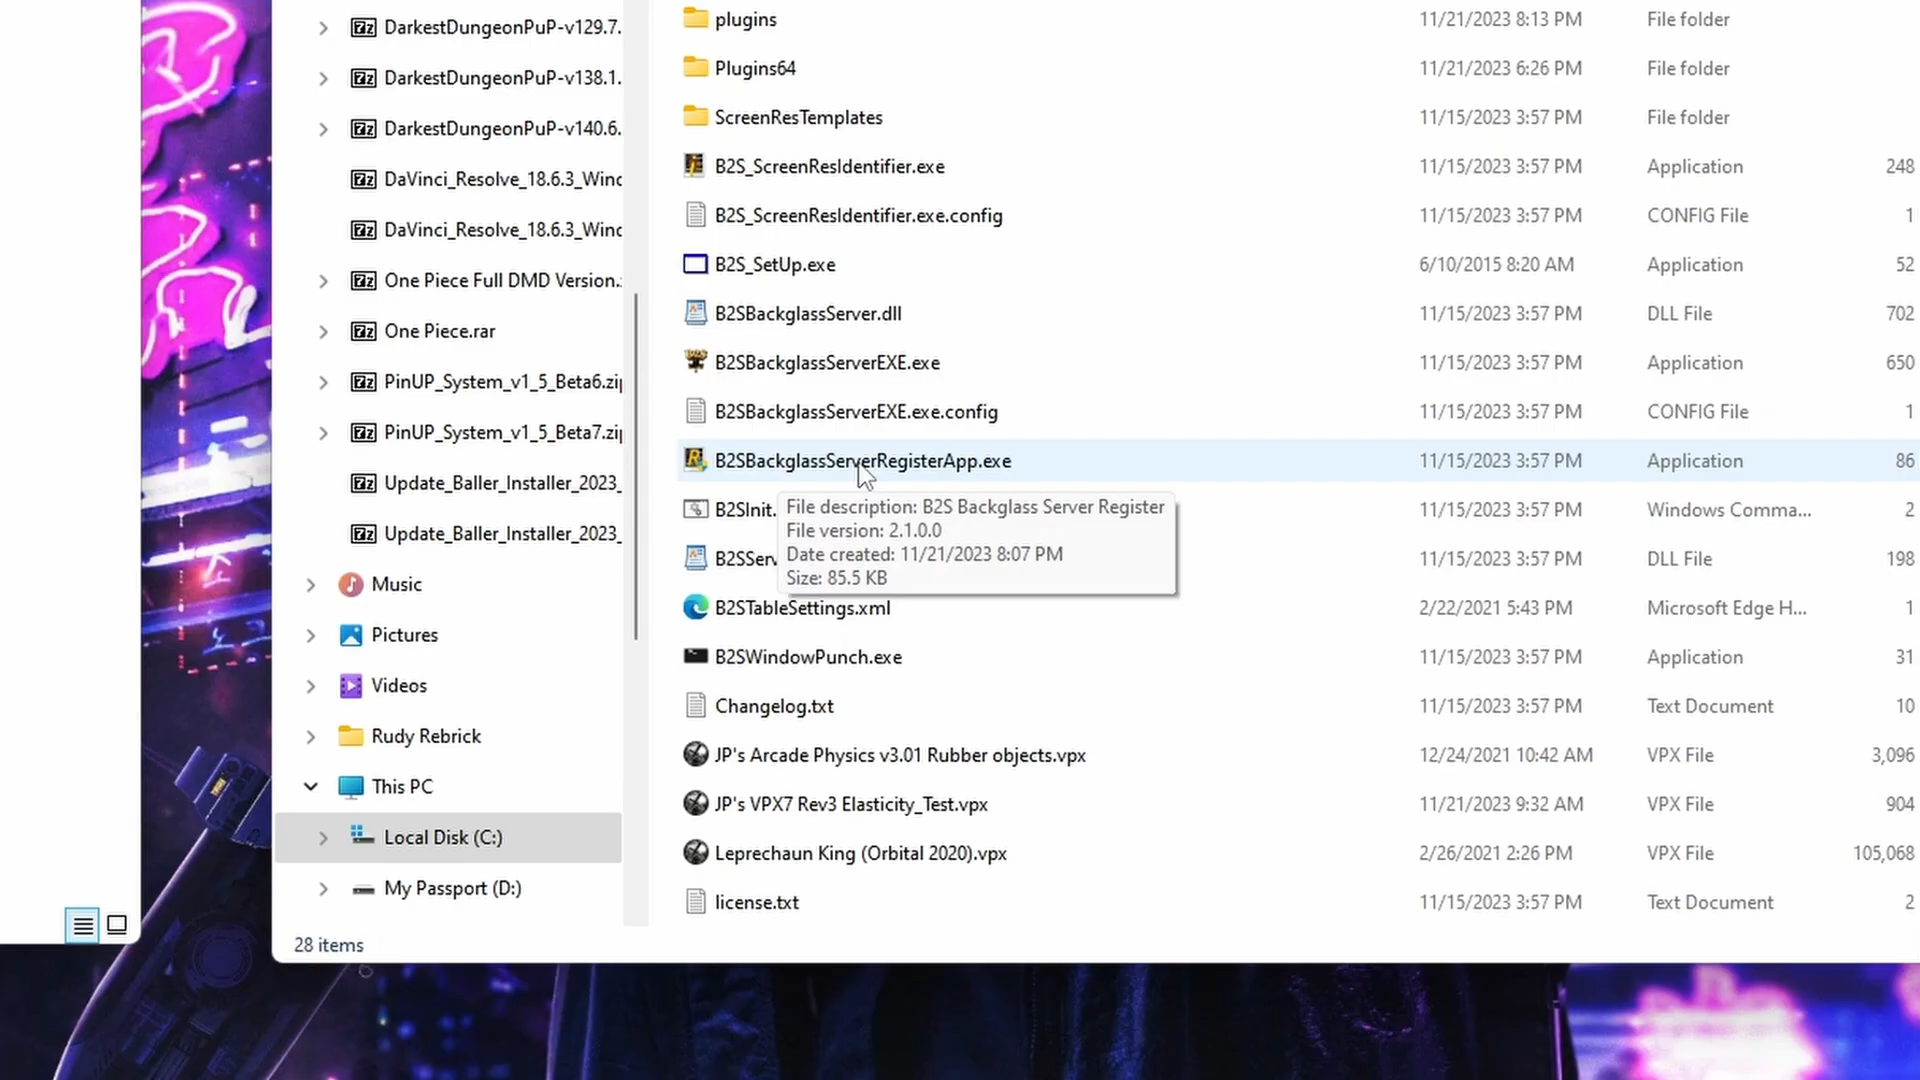 DarkestDungeonPuP-v129.7.
DarkestDungeonPuP-v138.1.
DarkestDungeonPuP-v140.6.
DaVinci_Resolve_18.6.3_Winc
DaVinci_Resolve_18.6.3_Winc
One Piece Full DMD Version.:
One Piece.rar
PinUP_System_v1_5_Beta6.zip
PinUP_System_v1_5_Beta7.zip
Update_Baller_Installer_2023_
Update_Baller_Installer_2023_
Music
Pictures
Videos
Rudy Rebrick
This PC
Local Disk (C:)
My Passport (D:)
28 items
plugins 11/21/2023 8:13 PM File folder
Plugins64 11/21/2023 6:26 PM File folder
ScreenResTemplates 11/15/2023 3:57 PM File folder
B2S_ScreenResIdentifier.exe 11/15/2023 3:57 PM Application 248
B2S_ScreenResIdentifier.exe.config 11/15/2023 3:57 PM CONFIG File 1
B2S_SetUp.exe 6/10/2015 8:20 AM Application 52
B2SBackglassServer.dll 11/15/2023 3:57 PM DLL File 702
B2SBackglassServerEXE.exe 11/15/2023 3:57 PM Application 650
B2SBackglassServerEXE.exe.config 11/15/2023 3:57 PM CONFIG File 1
B2SBackglassServerRegisterApp.exe 11/15/2023 3:57 PM Application 86
B2SInit. 11/15/2023 3:57 PM Windows Comma... 2
B2SServ 11/15/2023 3:57 PM DLL File 198
File description: B2S Backglass Server Register
File version: 2.1.0.0
Date created: 11/21/2023 8:07 PM
Size: 85.5 KB
B2STableSettings.xml 2/22/2021 5:43 PM Microsoft Edge H... 1
B2SWindowPunch.exe 11/15/2023 3:57 PM Application 31
Changelog.txt 11/15/2023 3:57 PM Text Document 10
JP's Arcade Physics v3.01 Rubber objects.vpx 12/24/2021 10:42 AM VPX File 3,096
JP's VPX7 Rev3 Elasticity_Test.vpx 11/21/2023 9:32 AM VPX File 904
Leprechaun King (Orbital 2020).vpx 2/26/2021 2:26 PM VPX File 105,068
license.txt 11/15/2023 3:57 PM Text Document 2